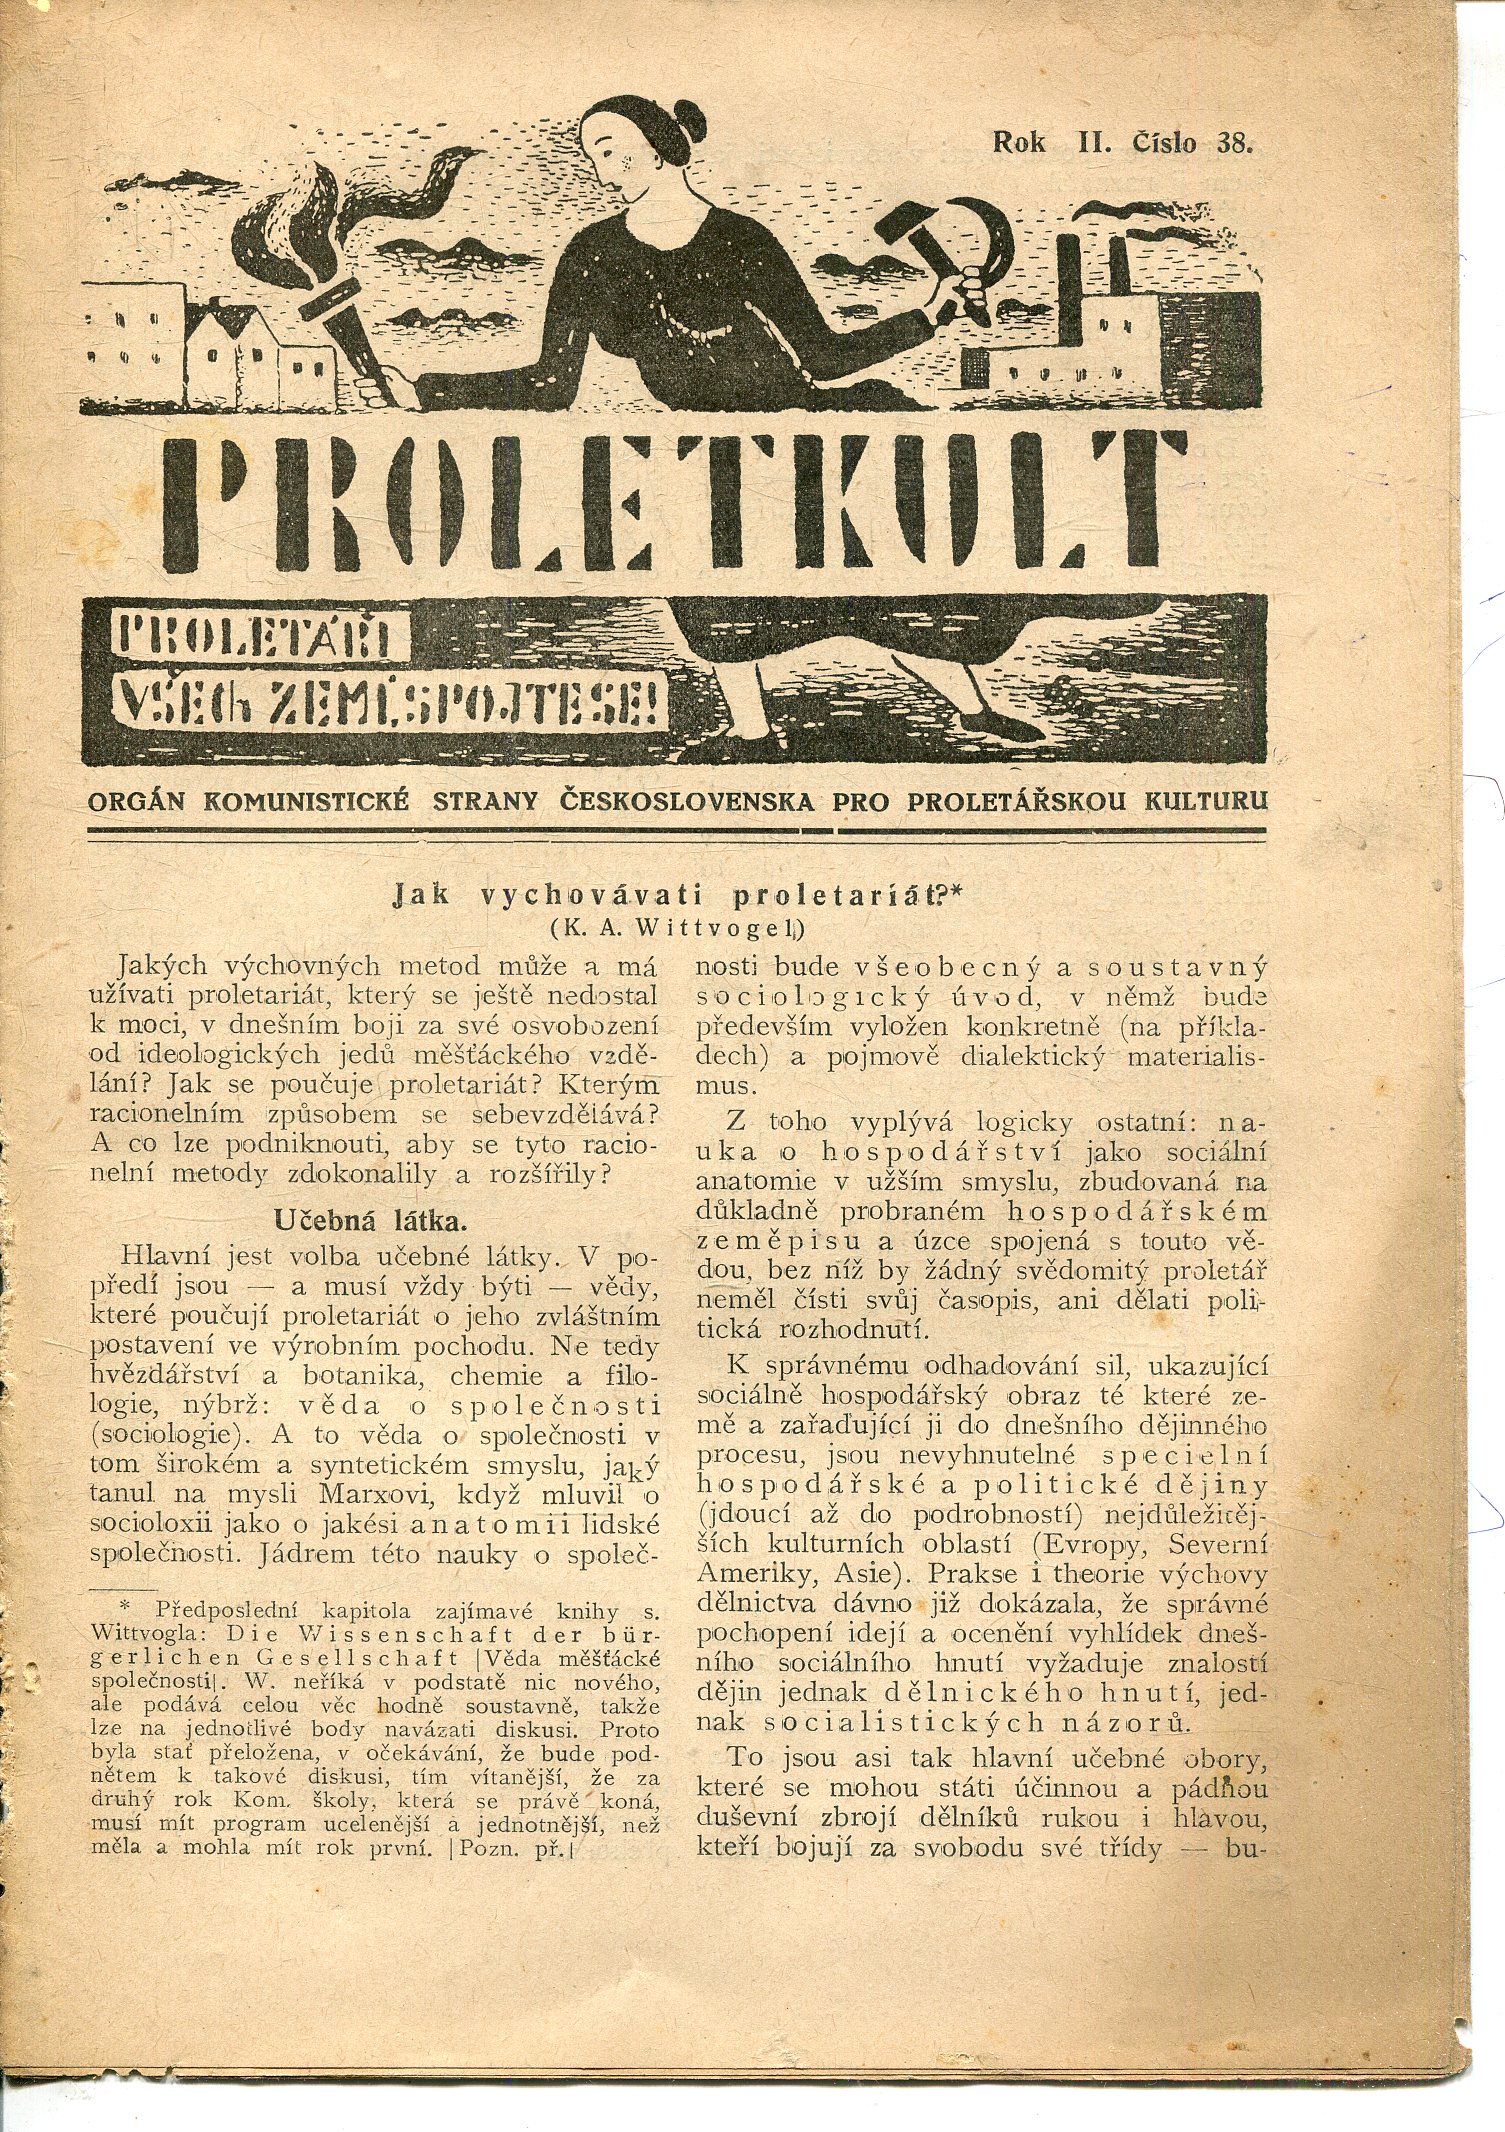 Rok II. Číslo 38.
PROLETKULT
PROLETÁŘI
VŠECH ZEMÍ, SPOJTE SE!
ORGÁN KOMUNISTICKÉ STRANY ČESKOSLOVENSKA PRO PROLETÁŘSKOU KULTURU
Jak vychovávati proletariát?*
(K. A. Wittvogel)
Jakých výchovných metod může a má
užívati proletariát, který se ještě nedostal
k moci, v dnešním boji za své osvobození
od ideologických jedů měšťáckého vzdě-
lání? Jak se poučuje proletariát? Kterým
racionelním způsobem se sebevzdělává?
A co lze podniknouti, aby se tyto racio-
nelní metody zdokonalily a rozšířily?
Učebná látka.
Hlavní jest volba učebné látky. V po-
předí jsou — a musí vždy býti — vědy,
které poučují proletariát o jeho zvláštním
postavení ve výrobním pochodu. Ne tedy
hvězdářství a botanika, chemie a filo-
logie, nýbrž: věda o společnosti
(sociologie). A to věda o společnosti v
tom širokém a syntetickém smyslu, jaký
tanul na mysli Marxovi, když mluvil o
socioloxii jako o jakési anatomii lidské
společnosti. Jádrem této nauky o společ-
* Předposlední kapitola zajímavé knihy s.
Wittvogla: Die Wissenschaft der bür-
gerlichen Gesellschaft |Věda měšťácké
společnosti|. W. neříká v podstatě nic nového,
ale podává celou věc hodně soustavně, takže
lze na jednotlivé body navázati diskusi. Proto
byla stať přeložena, v očekávání, že bude pod-
nětem k takové diskusi, tím vítanější, že za
druhý rok Kom. školy, která se právě koná,
musí mít program ucelenější a jednotnější, než
měla a mohla mít rok první. |Pozn. př.|
nosti bude všeobecný a soustavný
sociologický úvod, v němž bude
především vyložen konkretně (na příkla-
dech) a pojmově dialektický materialis-
mus.
Z toho vyplývá logicky ostatní: na-
uka o hospodářství jako sociální
anatomie v užším smyslu, zbudovaná na
důkladně probraném hospodářském
zeměpisu a úzce spojená s touto vě-
dou, bez níž by žádný svědomitý proletář
neměl čísti svůj časopis, ani dělati poli-
tická rozhodnutí.
K správnému odhadování sil, ukazující
sociálně hospodářský obraz té které ze-
mě a zařaďující ji do dnešního dějinného
procesu, jsou nevyhnutelné specielní
hospodářské a politické dějiny
(jdoucí až do podrobností) nejdůležitěj-
ších kulturních oblastí (Evropy, Severní
Ameriky, Asie). Prakse i theorie výchovy
dělnictva dávno již dokázala, že správné
pochopení idejí a ocenění vyhlídek dneš-
ního sociálního hnutí vyžaduje znalostí
dějin jednak dělnického hnutí, jed-
nak socialistických názorů.
To jsou asi tak hlavní učebné obory,
které se mohou státi účinnou a pádnou
duševní zbrojí dělníků rukou i hlavou,
kteří bojují za svobodu své třídy — bu-